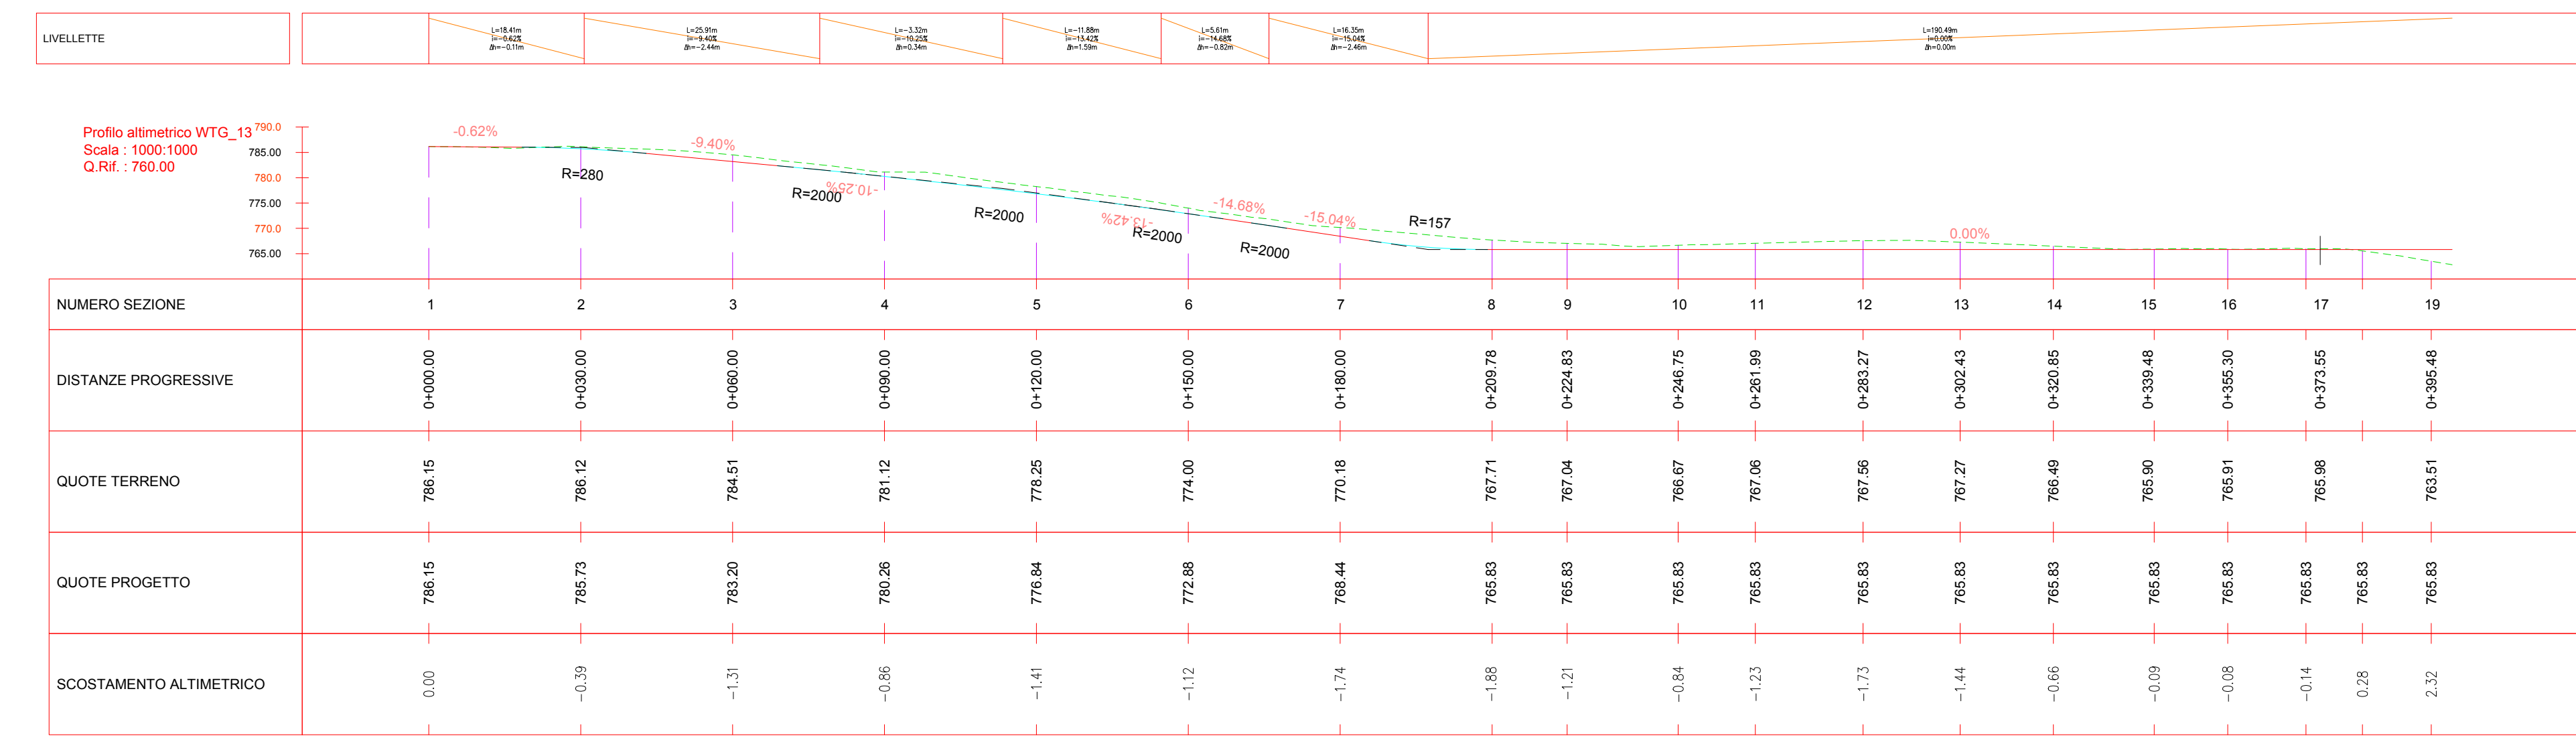 LIVELLETTE
L=18.41m
i=-0.62%
Δh=-0.11m
L=25.91m
i=-9.40%
Δh=-2.44m
L=-3.32m
i=-10.25%
Δh=0.34m
L=-11.88m
i=-13.42%
Δh=1.59m
L=5.61m
i=-14.68%
Δh=-0.82m
L=16.35m
i=-15.04%
Δh=-2.46m
L=190.49m
i=0.00%
Δh=0.00m
Profilo altimetrico WTG_13
Scala : 1000:1000
Q.Rif. : 760.00
790.0
785.00
780.0
775.00
770.0
765.00
-0.62%
-9.40%
-10.25%
-13.42%
-14.68%
-15.04%
0.00%
R=280
R=2000
R=2000
R=2000
R=2000
R=157
NUMERO SEZIONE 1 2 3 4 5 6 7 8 9 10 11 12 13 14 15 16 17 19
DISTANZE PROGRESSIVE 0+000.00 0+030.00 0+060.00 0+090.00 0+120.00 0+150.00 0+180.00 0+209.78 0+224.83 0+246.75 0+261.99 0+283.27 0+302.43 0+320.85 0+339.48 0+355.30 0+373.55 0+395.48
QUOTE TERRENO 786.15 786.12 784.51 781.12 778.25 774.00 770.18 767.71 767.04 766.67 767.06 767.56 767.27 766.49 765.90 765.91 765.98 763.51
QUOTE PROGETTO 786.15 785.73 783.20 780.26 776.84 772.88 768.44 765.83 765.83 765.83 765.83 765.83 765.83 765.83 765.83 765.83 765.83 765.83 765.83
SCOSTAMENTO ALTIMETRICO 0.00 -0.39 -1.31 -0.86 -1.41 -1.12 -1.74 -1.88 -1.21 -0.84 -1.23 -1.73 -1.44 -0.66 -0.09 -0.08 -0.14 0.28 2.32